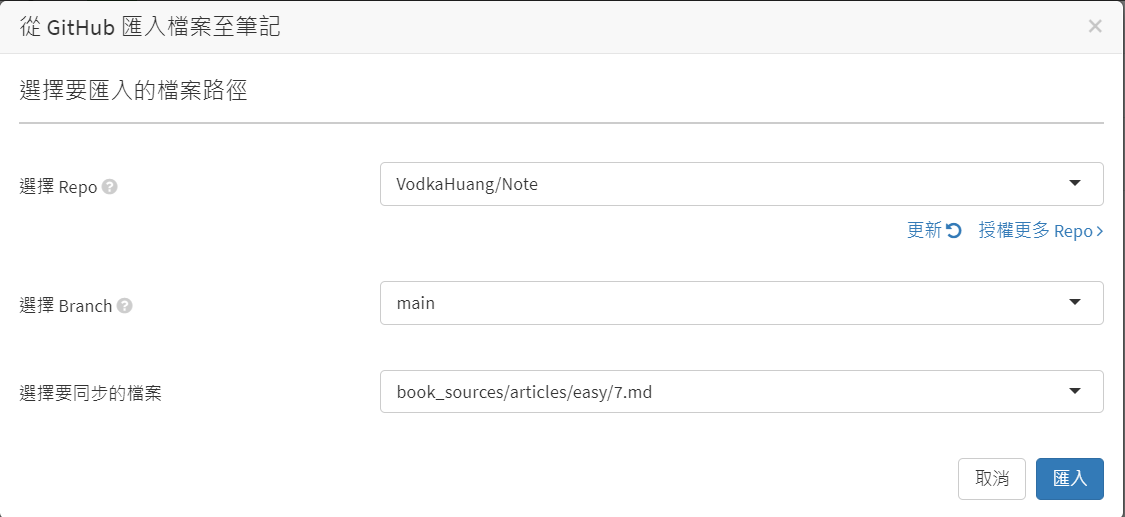 從 GitHub 匯入檔案至筆記
×
選擇要匯入的檔案路徑
選擇 Repo ?
VodkaHuang/Note
更新 授權更多 Repo
選擇 Branch ?
main
選擇要同步的檔案
book_sources/articles/easy/7.md
取消 匯入